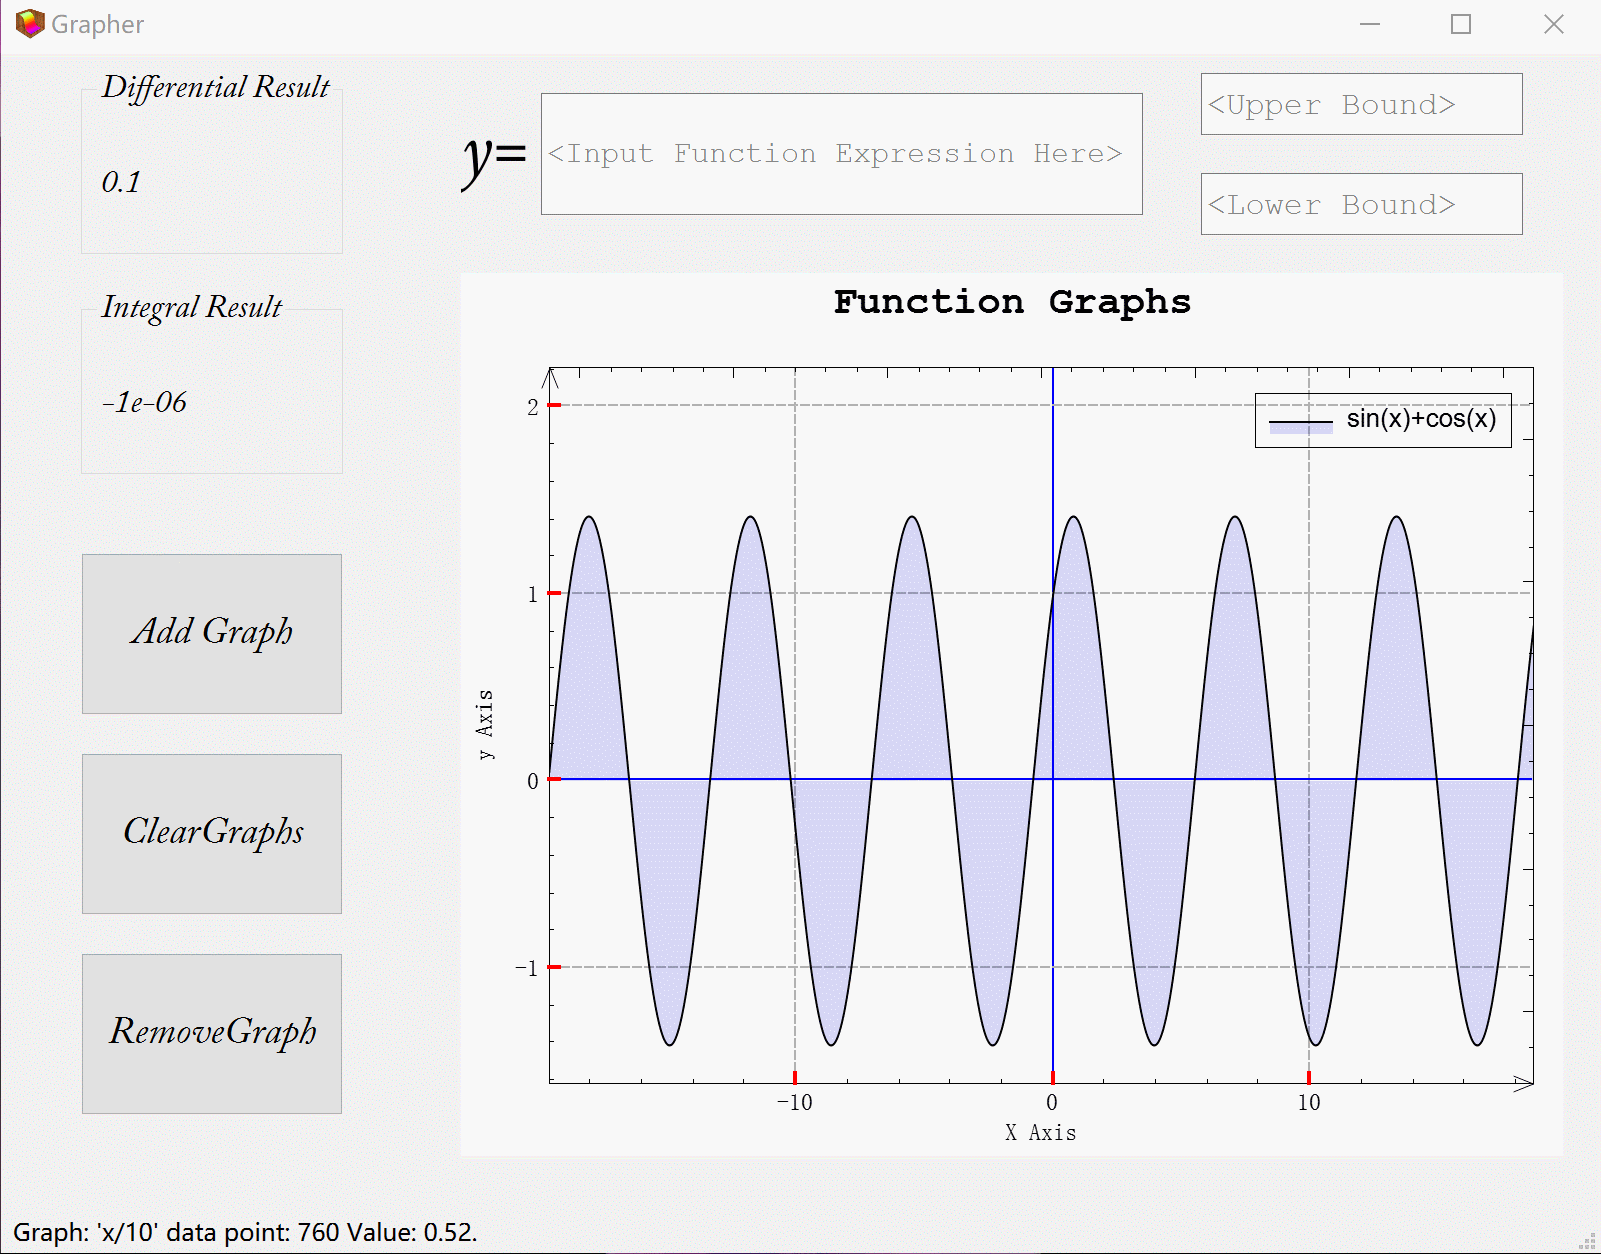 Grapher
Differential Result
0.1
y=
<Input Function Expression Here>
<Upper Bound>
<Lower Bound>
Integral Result
-1e-06
Add Graph
ClearGraphs
RemoveGraph
Function Graphs
sin(x)+cos(x)
2
1
0
-1
y Axis
-10
0
10
X Axis
Graph: 'x/10' data point: 760 Value: 0.52.